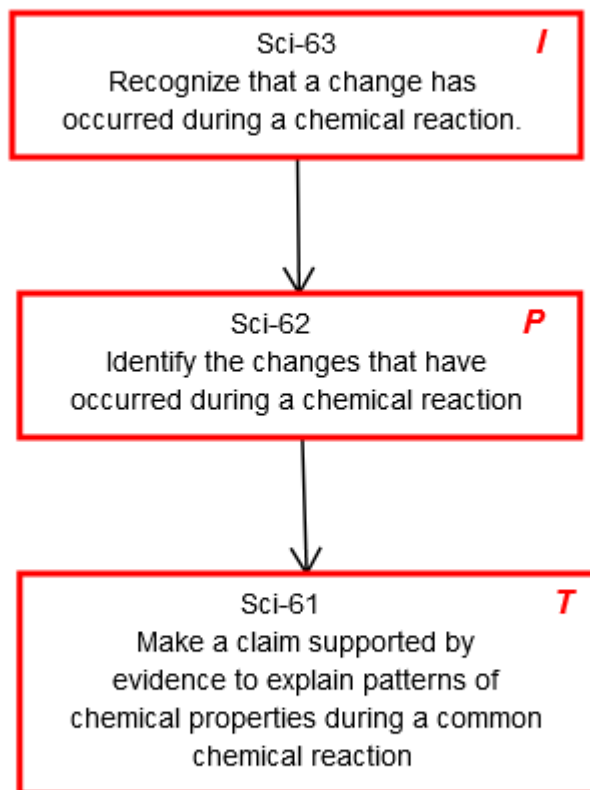 Sci-63 I
Recognize that a change has
occurred during a chemical reaction.
Sci-62 P
Identify the changes that have
occurred during a chemical reaction
Sci-61 T
Make a claim supported by
evidence to explain patterns of
chemical properties during a common
chemical reaction